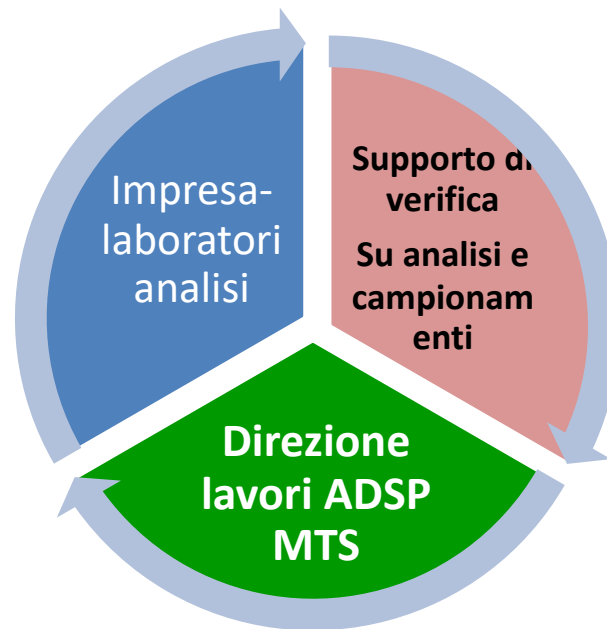 Impresa-
laboratori
analisi
Supporto di
verifica
Su analisi e
campionam
enti
Direzione
lavori ADSP
MTS